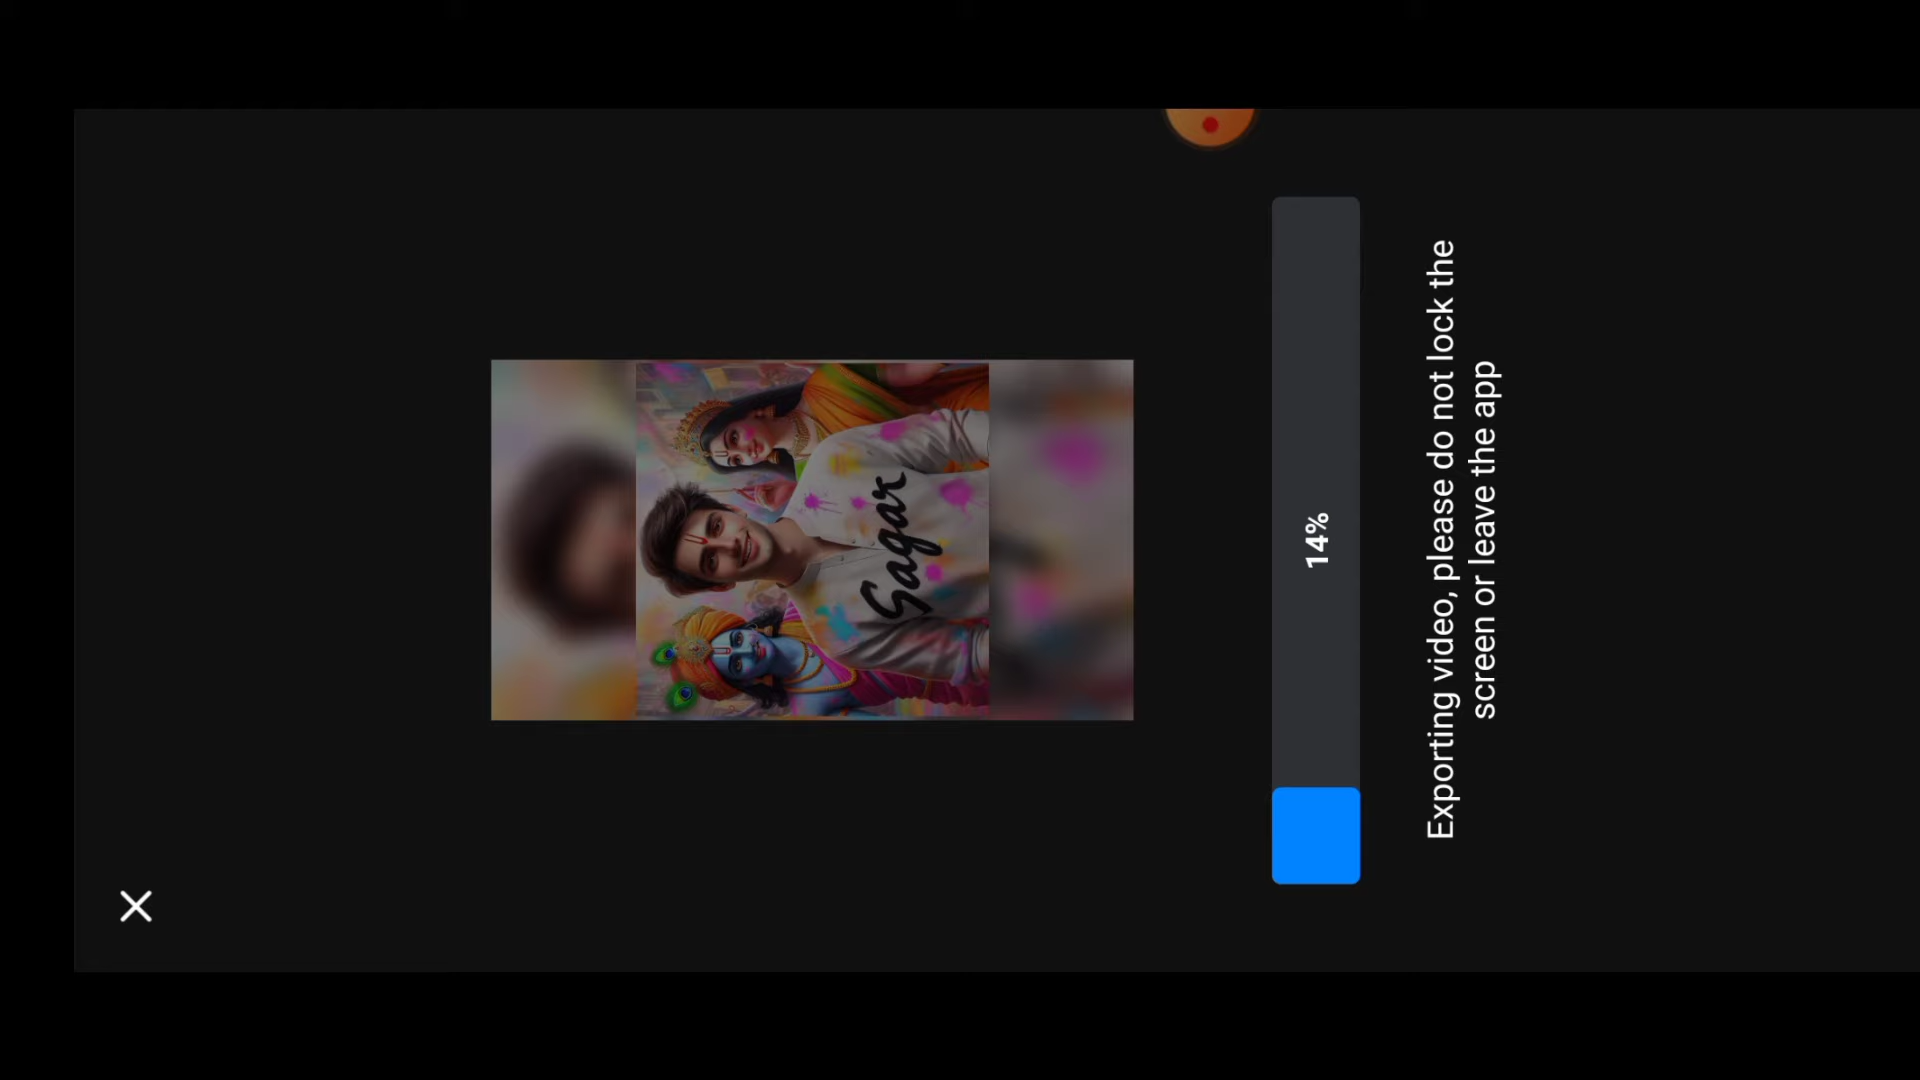 Sagar
14%
Exporting video, please do not lock the
screen or leave the app